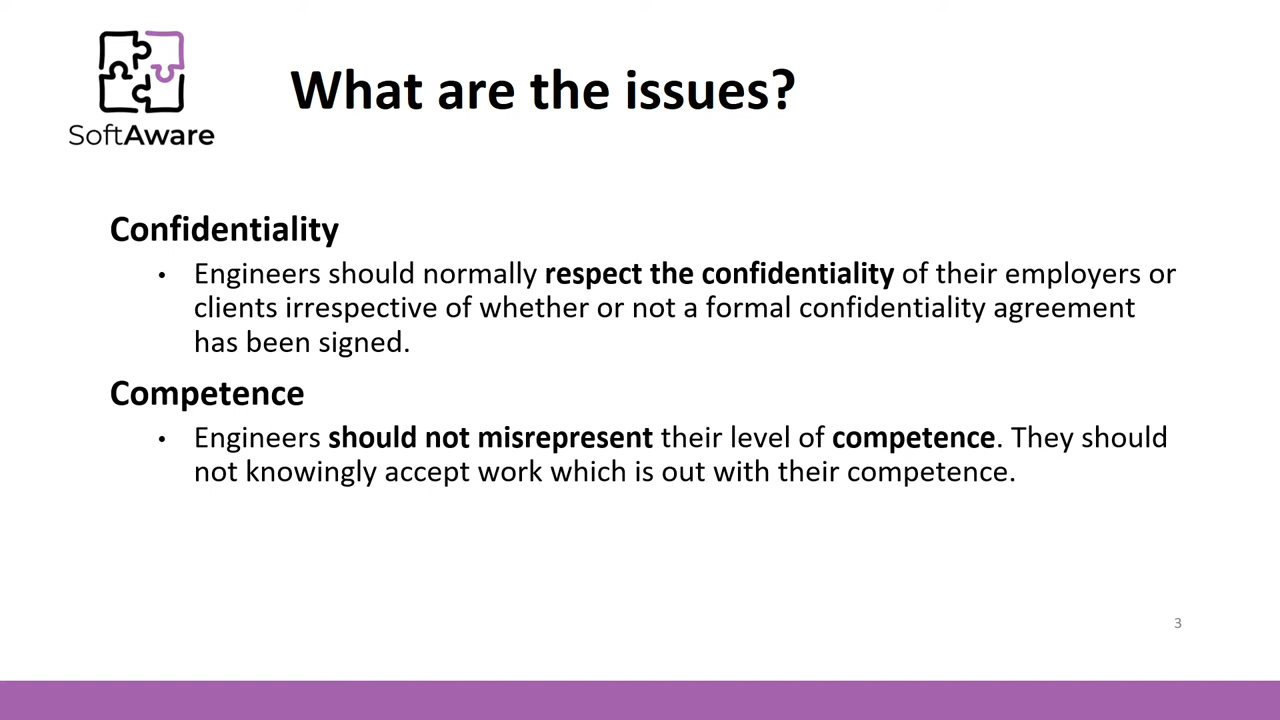 SoftAware
What are the issues?
Confidentiality
• Engineers should normally respect the confidentiality of their employers or
clients irrespective of whether or not a formal confidentiality agreement
has been signed.
Competence
• Engineers should not misrepresent their level of competence. They should
not knowingly accept work which is out with their competence.
3